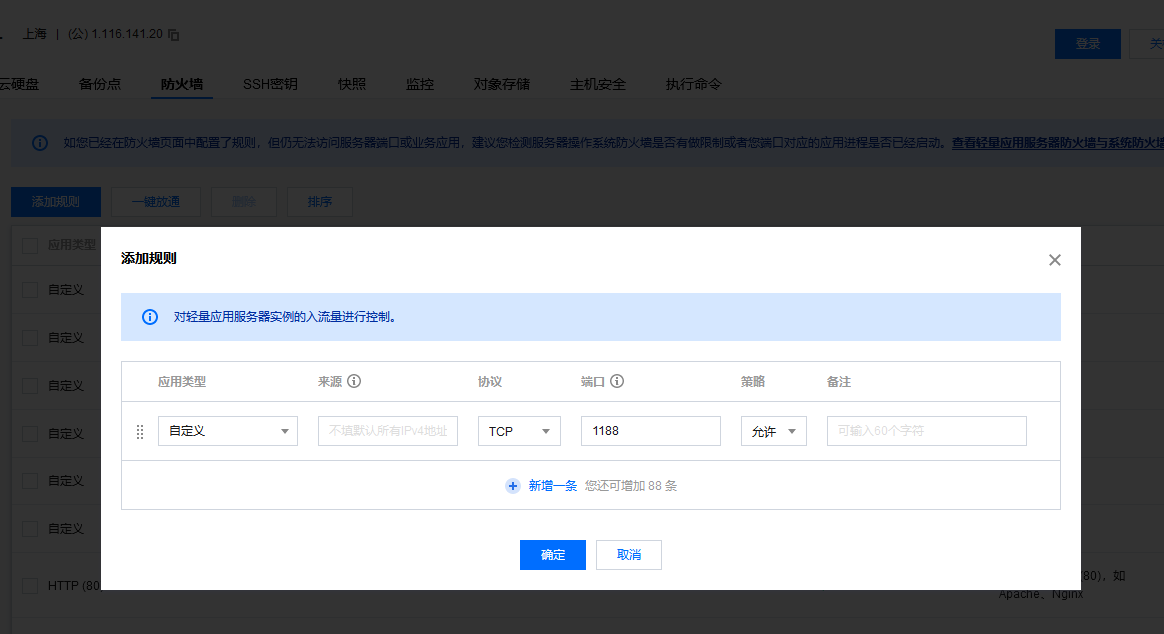 上海 | (公) 1.116.141.20
登录 关
云硬盘 备份点 防火墙 SSH密钥 快照 监控 对象存储 主机安全 执行命令
如您已经在防火墙页面中配置了规则，但仍无法访问服务器端口或业务应用，建议您检测服务器操作系统防火墙是否有做限制或者您端口对应的应用进程是否已经启动。查看轻量应用服务器防火墙与系统防火墙
添加规则 一键放通 删除 排序
应用类型
自定义
自定义
自定义
自定义
自定义
自定义
HTTP (80
添加规则
对轻量应用服务器实例的入流量进行控制。
应用类型 来源 协议 端口 策略 备注
自定义 不填默认所有IPv4地址 TCP 1188 允许 可输入60个字符
新增一条 您还可增加 88 条
确定 取消
80)，如
Apache、Nginx